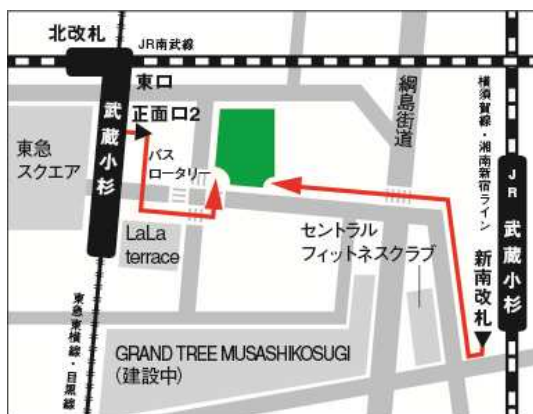 北改札
JR南武線
東口
正面口2
武蔵小杉
東急
スクエア
バス
ロータリー
綱島街道
横須賀線・湘南新宿ライン
JR 武蔵小杉
LaLa
terrace
セントラル
フィットネスクラブ
新南改札
東急東横線・目黒線
GRAND TREE MUSASHIKOSUGI
(建設中)